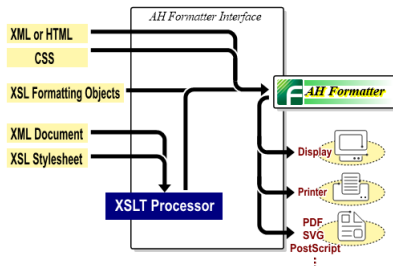 AH Formatter Interface
XML or HTML
CSS
XSL Formatting Objects
AH Formatter
XML Document
XSL Stylesheet
XSLT Processor
Display
Printer
PDF
SVG
PostScript
⋮